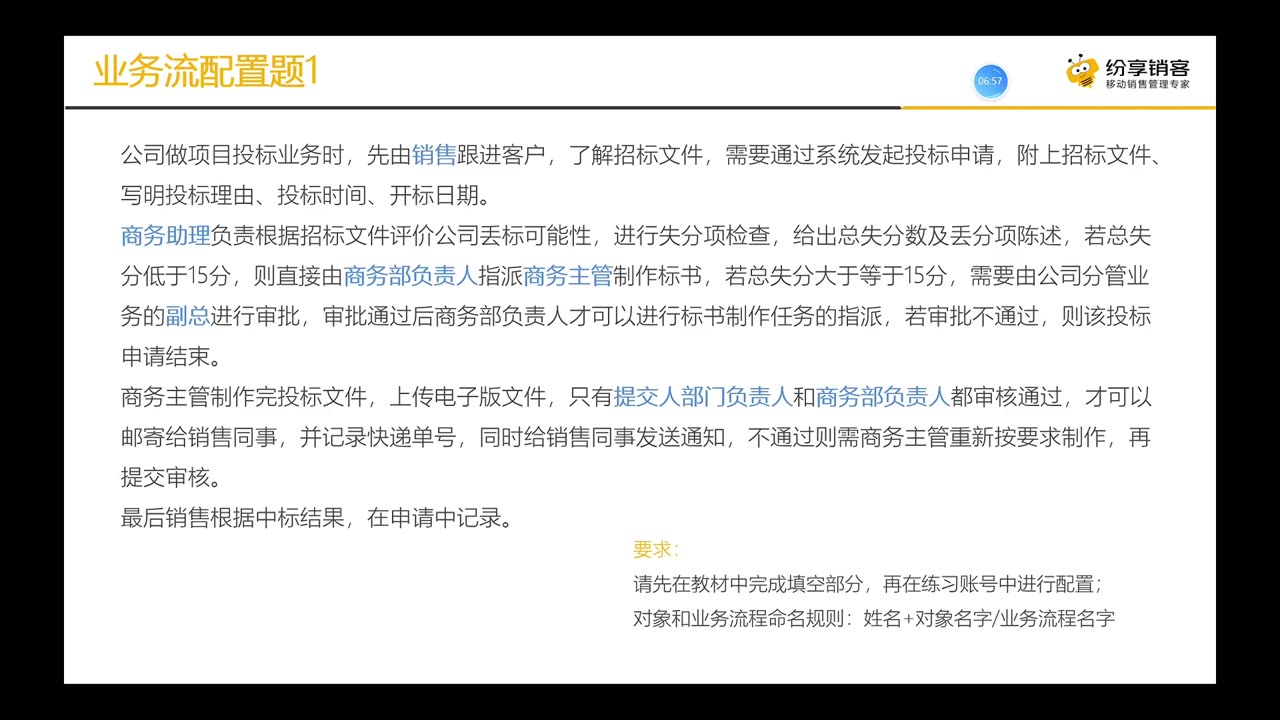 业务流配置题1
06:57
纷享销客
移动销售管理专家
公司做项目投标业务时，先由销售跟进客户，了解招标文件，需要通过系统发起投标申请，附上招标文件、
写明投标理由、投标时间、开标日期。
商务助理负责根据招标文件评价公司丢标可能性，进行失分项检查，给出总失分数及丢分项陈述，若总失
分低于15分，则直接由商务部负责人指派商务主管制作标书，若总失分大于等于15分，需要由公司分管业
务的副总进行审批，审批通过后商务部负责人才可以进行标书制作任务的指派，若审批不通过，则该投标
申请结束。
商务主管制作完投标文件，上传电子版文件，只有提交人部门负责人和商务部负责人都审核通过，才可以
邮寄给销售同事，并记录快递单号，同时给销售同事发送通知，不通过则需商务主管重新按要求制作，再
提交审核。
最后销售根据中标结果，在申请中记录。
要求：
请先在教材中完成填空部分，再在练习账号中进行配置；
对象和业务流程命名规则：姓名+对象名字/业务流程名字